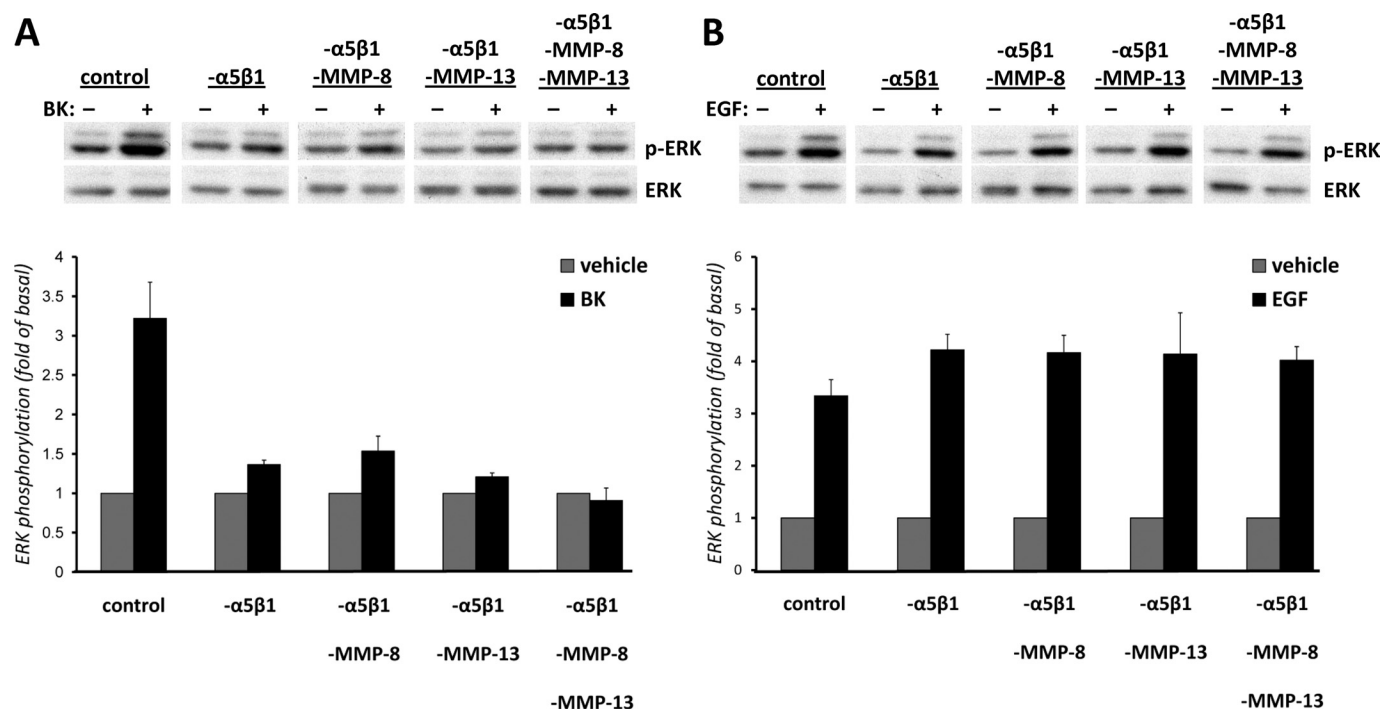 A
control
-α5β1
-α5β1
-MMP-8
-α5β1
-MMP-13
-α5β1
-MMP-8
-MMP-13
BK: – + – + – + – + – +
p-ERK
ERK
ERK phosphorylation (fold of basal)
4
3.5
3
2.5
2
1.5
1
0.5
0
vehicle
BK
control
-α5β1
-α5β1
-MMP-8
-α5β1
-MMP-13
-α5β1
-MMP-8
-MMP-13
B
control
-α5β1
-α5β1
-MMP-8
-α5β1
-MMP-13
-α5β1
-MMP-8
-MMP-13
EGF: – + – + – + – + – +
p-ERK
ERK
ERK phosphorylation (fold of basal)
6
5
4
3
2
1
0
vehicle
EGF
control
-α5β1
-α5β1
-MMP-8
-α5β1
-MMP-13
-α5β1
-MMP-8
-MMP-13